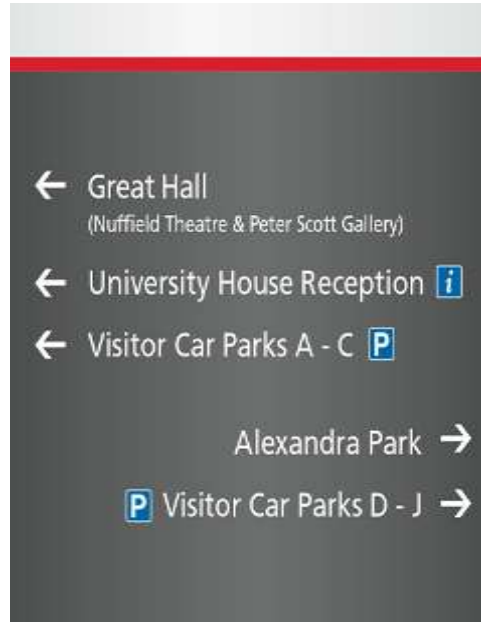 ← Great Hall
(Nuffield Theatre & Peter Scott Gallery)
← University House Reception i
← Visitor Car Parks A - C P
Alexandra Park →
P Visitor Car Parks D - J →